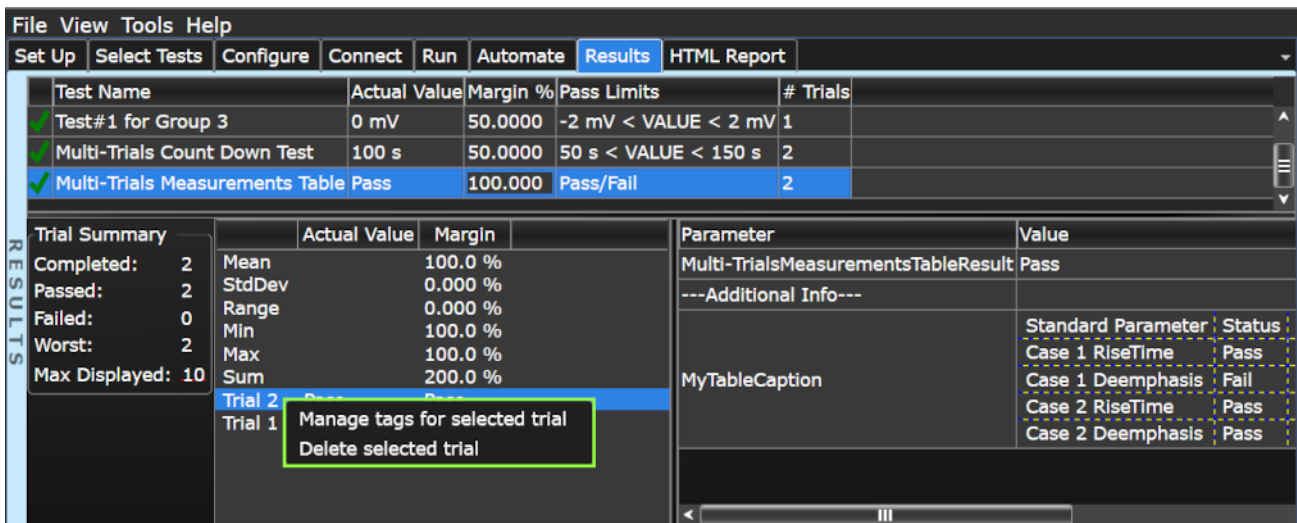 File View Tools Help
Set Up Select Tests Configure Connect Run Automate Results HTML Report
Test Name Actual Value Margin % Pass Limits # Trials
Test#1 for Group 3 0 mV 50.0000 -2 mV < VALUE < 2 mV 1
Multi-Trials Count Down Test 100 s 50.0000 50 s < VALUE < 150 s 2
Multi-Trials Measurements Table Pass 100.000 Pass/Fail 2
RESULTS
Trial Summary
Completed: 2
Passed: 2
Failed: 0
Worst: 2
Max Displayed: 10
Actual Value Margin
Mean 100.0 %
StdDev 0.000 %
Range 0.000 %
Min 100.0 %
Max 100.0 %
Sum 200.0 %
Trial 2
Trial 1
Manage tags for selected trial
Delete selected trial
Parameter Value
Multi-TrialsMeasurementsTableResult Pass
---Additional Info---
MyTableCaption
Standard Parameter Status
Case 1 RiseTime Pass
Case 1 Deemphasis Fail
Case 2 RiseTime Pass
Case 2 Deemphasis Pass